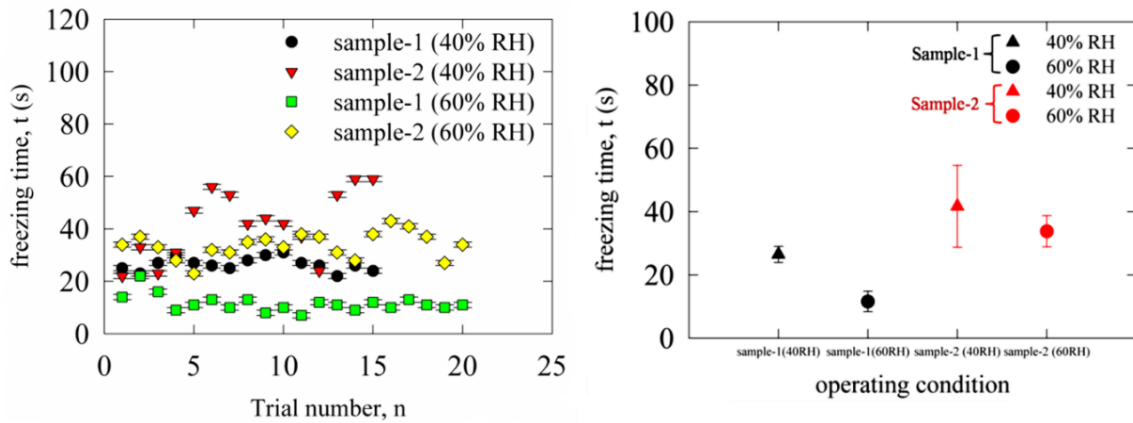 120
100
80
60
40
20
0
freezing time, t (s)
sample-1 (40% RH)
sample-2 (40% RH)
sample-1 (60% RH)
sample-2 (60% RH)
0 5 10 15 20 25
Trial number, n
100
80
60
40
20
0
freezing time, t (s)
Sample-1
40% RH
60% RH
Sample-2
40% RH
60% RH
sample-1(40RH) sample-1(60RH) sample-2 (40RH) sample-2 (60RH)
operating condition